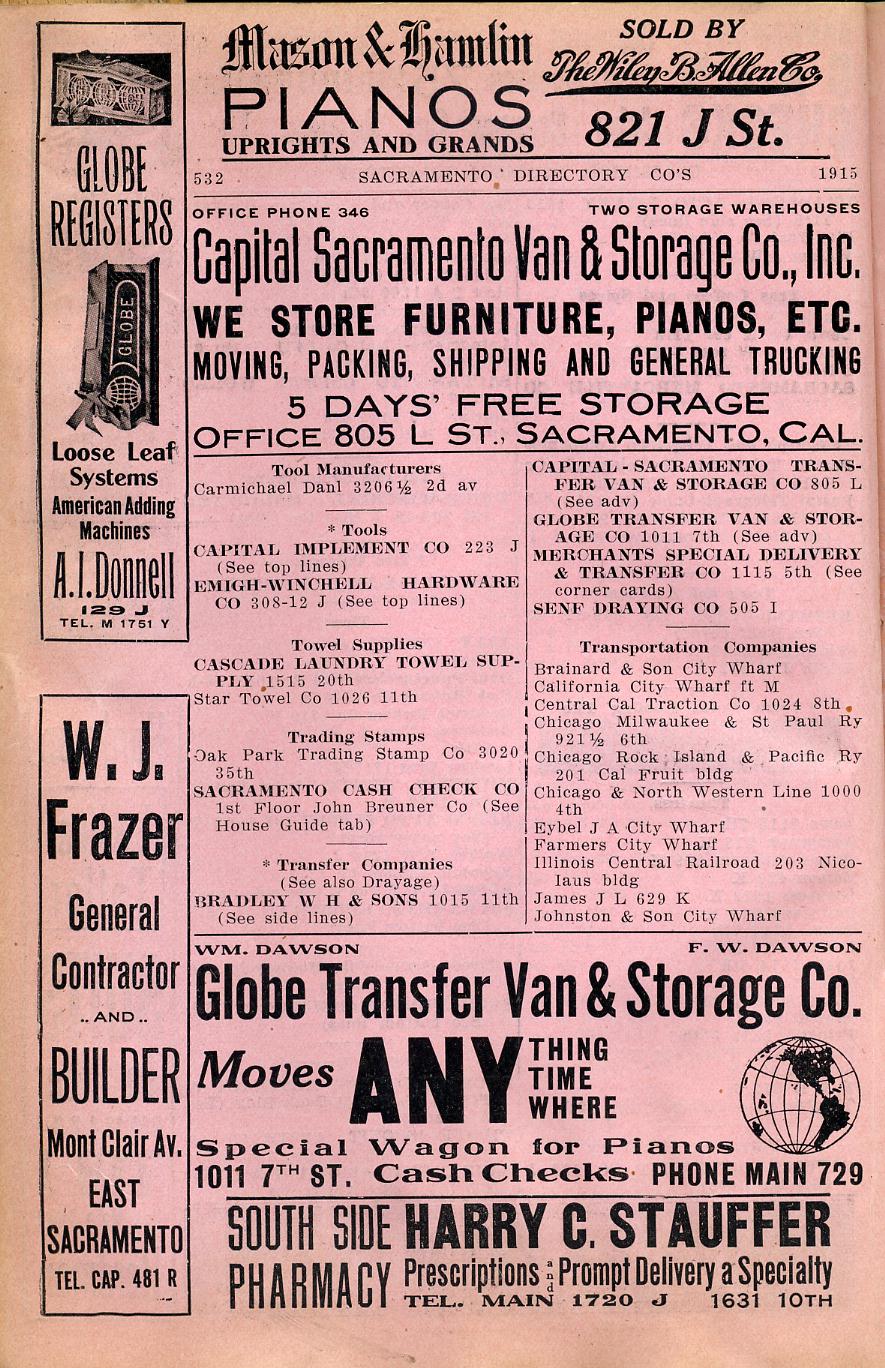 Mason & Hamlin
PIANOS
UPRIGHTS AND GRANDS
SOLD BY
The Wiley B. Allen Co.
821 J St.
532 SACRAMENTO DIRECTORY CO'S 1915
GLOBE
REGISTERS
GLOBE
Loose Leaf
Systems
American Adding
Machines
A.I.Donnell
129 J
TEL. M 1751 Y
W. J.
Frazer
General
Contractor
.. AND ..
BUILDER
Mont Clair Av.
EAST
SACRAMENTO
TEL. CAP. 481 R
OFFICE PHONE 346 TWO STORAGE WAREHOUSES
Capital Sacramento Van & Storage Co., Inc.
WE STORE FURNITURE, PIANOS, ETC.
MOVING, PACKING, SHIPPING AND GENERAL TRUCKING
5 DAYS' FREE STORAGE
OFFICE 805 L ST., SACRAMENTO, CAL.
Tool Manufacturers
Carmichael Danl 3206½ 2d av
* Tools
CAPITAL IMPLEMENT CO 223 J
(See top lines)
EMIGH-WINCHELL HARDWARE
CO 308-12 J (See top lines)
Towel Supplies
CASCADE LAUNDRY TOWEL SUP-
PLY 1515 20th
Star Towel Co 1026 11th
Trading Stamps
Oak Park Trading Stamp Co 3020
35th
SACRAMENTO CASH CHECK CO
1st Floor John Breuner Co (See
House Guide tab)
* Transfer Companies
(See also Drayage)
BRADLEY W H & SONS 1015 11th
(See side lines)
CAPITAL - SACRAMENTO TRANS-
FER VAN & STORAGE CO 805 L
(See adv)
GLOBE TRANSFER VAN & STOR-
AGE CO 1011 7th (See adv)
MERCHANTS SPECIAL DELIVERY
& TRANSFER CO 1115 5th (See
corner cards)
SENF DRAYING CO 505 I
Transportation Companies
Brainard & Son City Wharf
California City Wharf ft M
Central Cal Traction Co 1024 8th
Chicago Milwaukee & St Paul Ry
921½ 6th
Chicago Rock Island & Pacific Ry
201 Cal Fruit bldg
Chicago & North Western Line 1000
4th
Eybel J A City Wharf
Farmers City Wharf
Illinois Central Railroad 203 Nico-
laus bldg
James J L 629 K
Johnston & Son City Wharf
WM. DAWSON F. W. DAWSON
Globe Transfer Van & Storage Co.
Moves ANY THING
TIME
WHERE
Special Wagon for Pianos
1011 7TH ST. Cash Checks PHONE MAIN 729
SOUTH SIDE
PHARMACY
HARRY C. STAUFFER
Prescriptions and Prompt Delivery a Specialty
TEL. MAIN 1720 J 1631 10TH